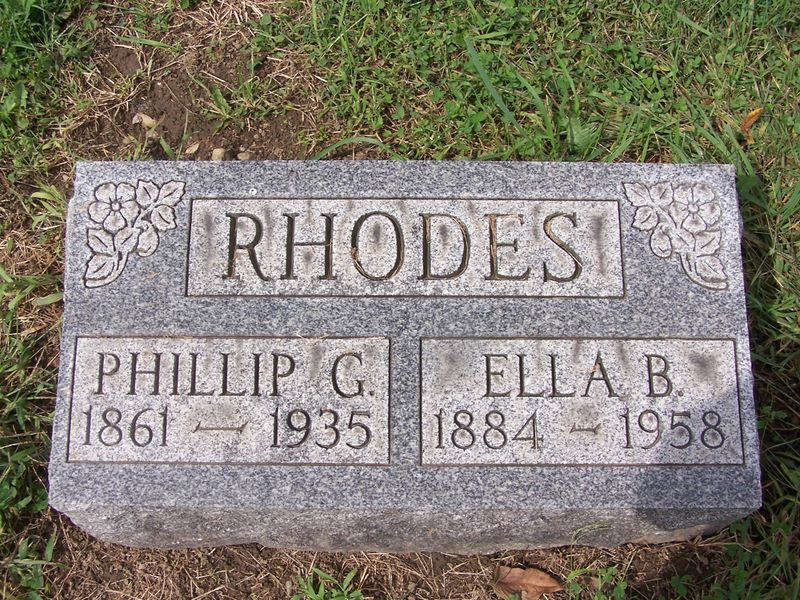 RHODES
PHILLIP G.
1861 — 1935
ELLA B.
1884 – 1958